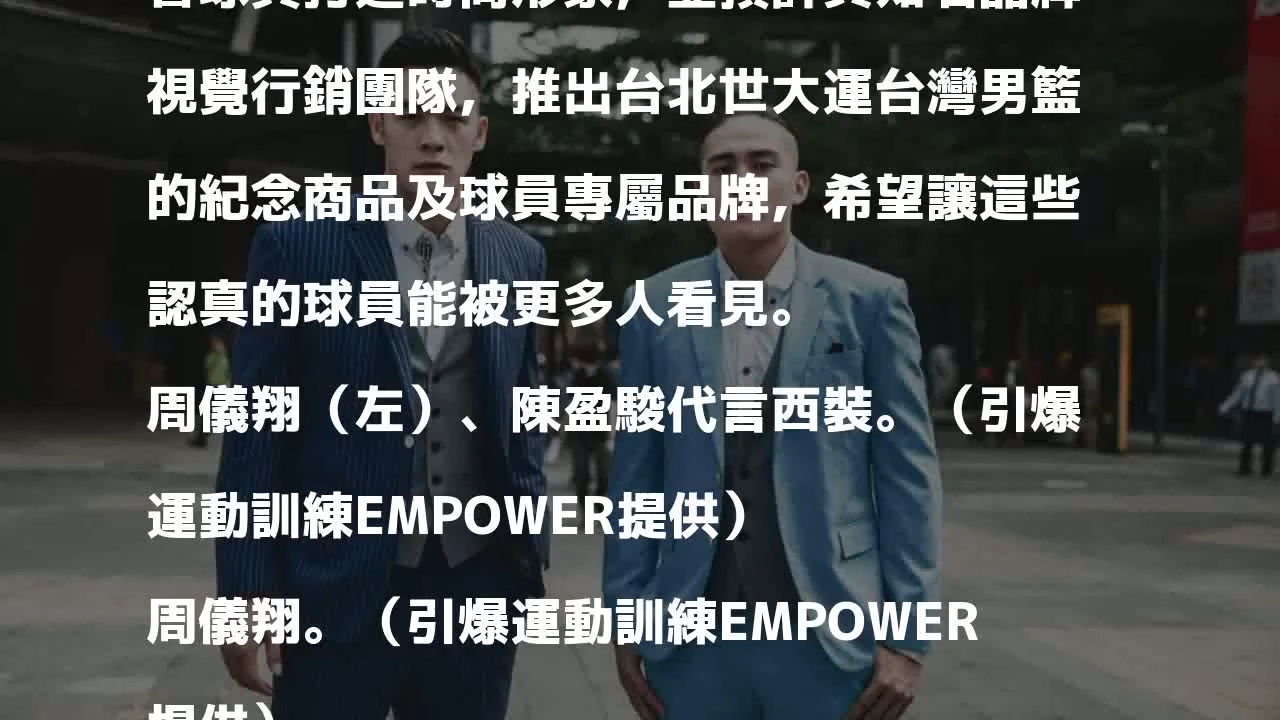 視覺行銷團隊，推出台北世大運台灣男籃
的紀念商品及球員專屬品牌，希望讓這些
認真的球員能被更多人看見。
周儀翔（左）、陳盈駿代言西裝。（引爆
運動訓練EMPOWER提供）
周儀翔。（引爆運動訓練EMPOWER
提供）